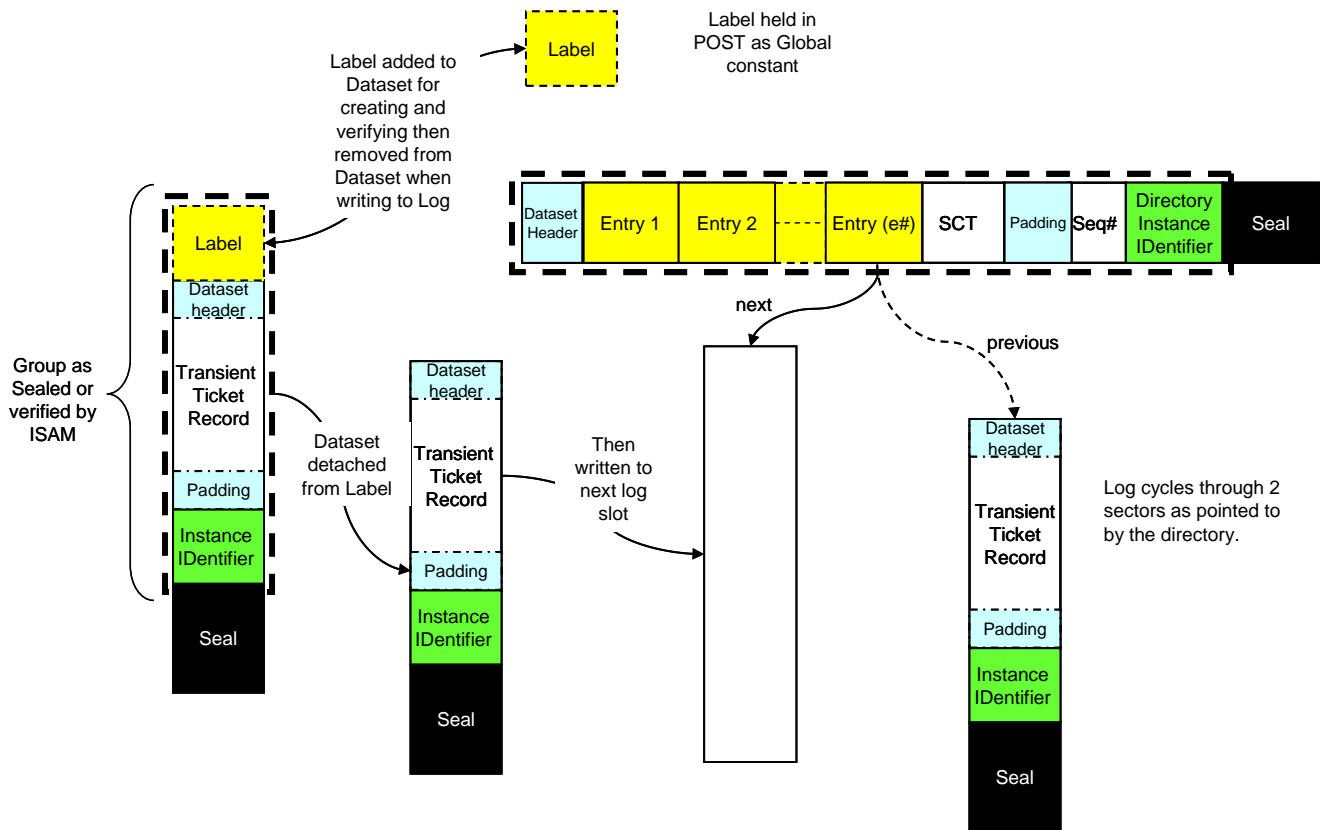 Label
Label held in
POST as Global
constant
Label added to
Dataset for
creating and
verifying then
removed from
Dataset when
writing to Log
Dataset
Header
Entry 1
Entry 2
Entry (e#)
SCT
Padding
Seq#
Directory
Instance
IDentifier
Seal
Group as
Sealed or
verified by
ISAM
Label
Dataset
header
Transient
Ticket
Record
Padding
Instance
IDentifier
Seal
Dataset
detached
from Label
Dataset
header
Transient
Ticket
Record
Padding
Instance
IDentifier
Seal
Then
written to
next log
slot
next
previous
Dataset
header
Transient
Ticket
Record
Padding
Instance
IDentifier
Seal
Log cycles through 2
sectors as pointed to
by the directory.